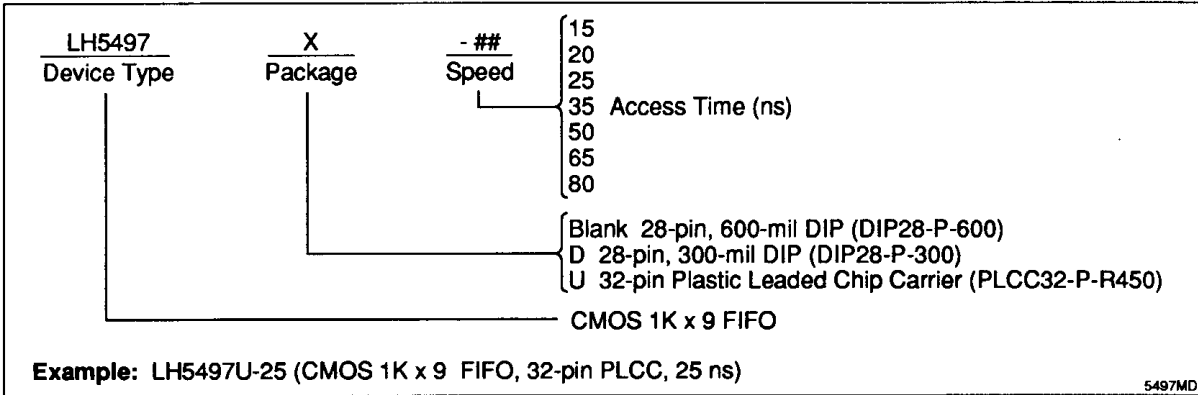 LH5497 X - ##
Device Type Package Speed
15
20
25
35 Access Time (ns)
50
65
80
Blank 28-pin, 600-mil DIP (DIP28-P-600)
D 28-pin, 300-mil DIP (DIP28-P-300)
U 32-pin Plastic Leaded Chip Carrier (PLCC32-P-R450)
CMOS 1K x 9 FIFO
Example: LH5497U-25 (CMOS 1K x 9 FIFO, 32-pin PLCC, 25 ns)
5497MD